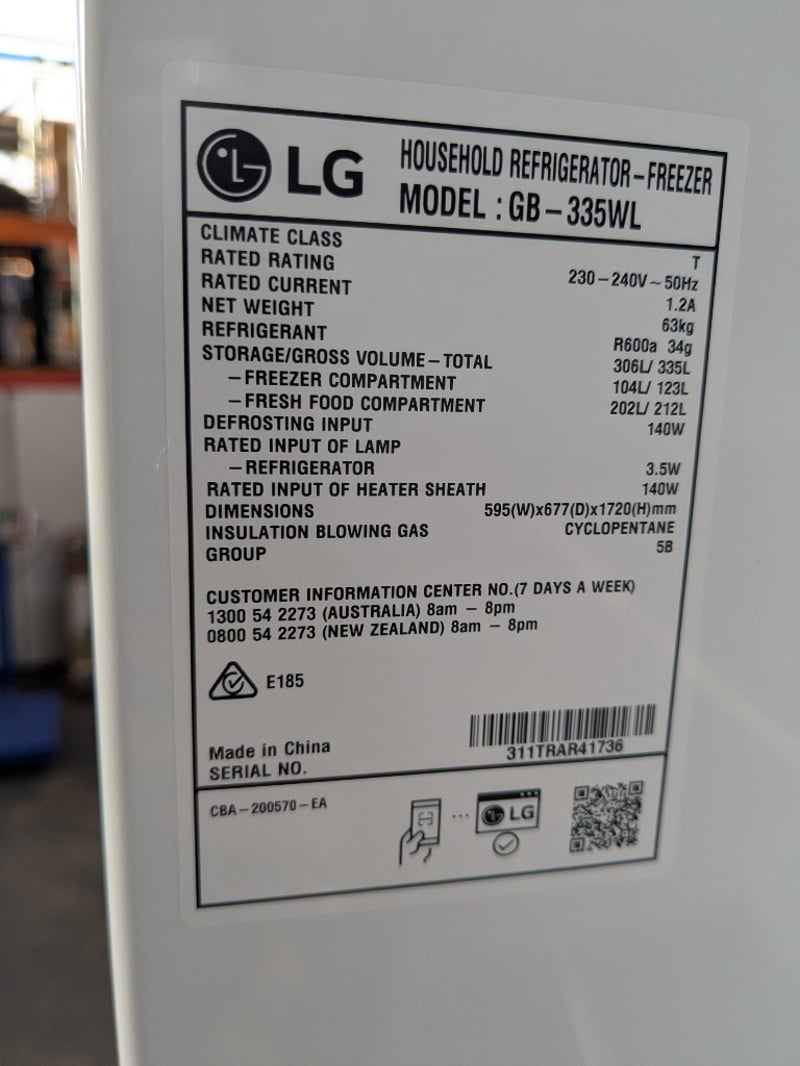 LG
HOUSEHOLD REFRIGERATOR-FREEZER
MODEL : GB-335WL
CLIMATE CLASS T
RATED RATING 230-240V~50Hz
RATED CURRENT 1.2A
NET WEIGHT 63kg
REFRIGERANT R600a 34g
STORAGE/GROSS VOLUME-TOTAL 306L/ 335L
-FREEZER COMPARTMENT 104L/ 123L
-FRESH FOOD COMPARTMENT 202L/ 212L
DEFROSTING INPUT 140W
RATED INPUT OF LAMP
-REFRIGERATOR 3.5W
RATED INPUT OF HEATER SHEATH 140W
DIMENSIONS 595(W)x677(D)x1720(H)mm
INSULATION BLOWING GAS CYCLOPENTANE
GROUP 5B
CUSTOMER INFORMATION CENTER NO.(7 DAYS A WEEK)
1300 54 2273 (AUSTRALIA) 8am - 8pm
0800 54 2273 (NEW ZEALAND) 8am - 8pm
E185
Made in China
SERIAL NO. 311TRAR41736
CBA-200570-EA
LG